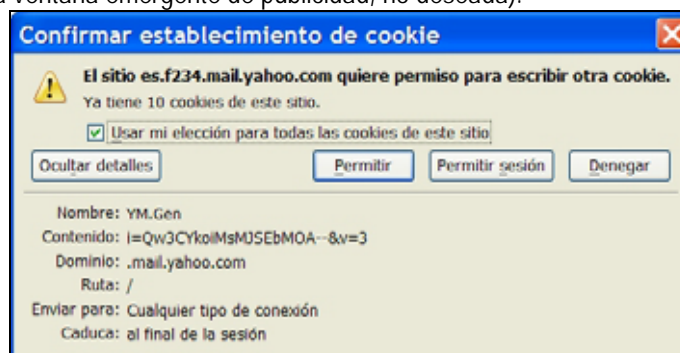 ventana emergente de publicidad, no deseada).
Confirmar establecimiento de cookie
El sitio es.f234.mail.yahoo.com quiere permiso para escribir otra cookie.
Ya tiene 10 cookies de este sitio.
Usar mi elección para todas las cookies de este sitio
Ocultar detalles Permitir Permitir sesión Denegar
Nombre: YM.Gen
Contenido: i=Qw3CYkoiMsMJSEbMOA--&v=3
Dominio: .mail.yahoo.com
Ruta: /
Enviar para: Cualquier tipo de conexión
Caduca: al final de la sesión